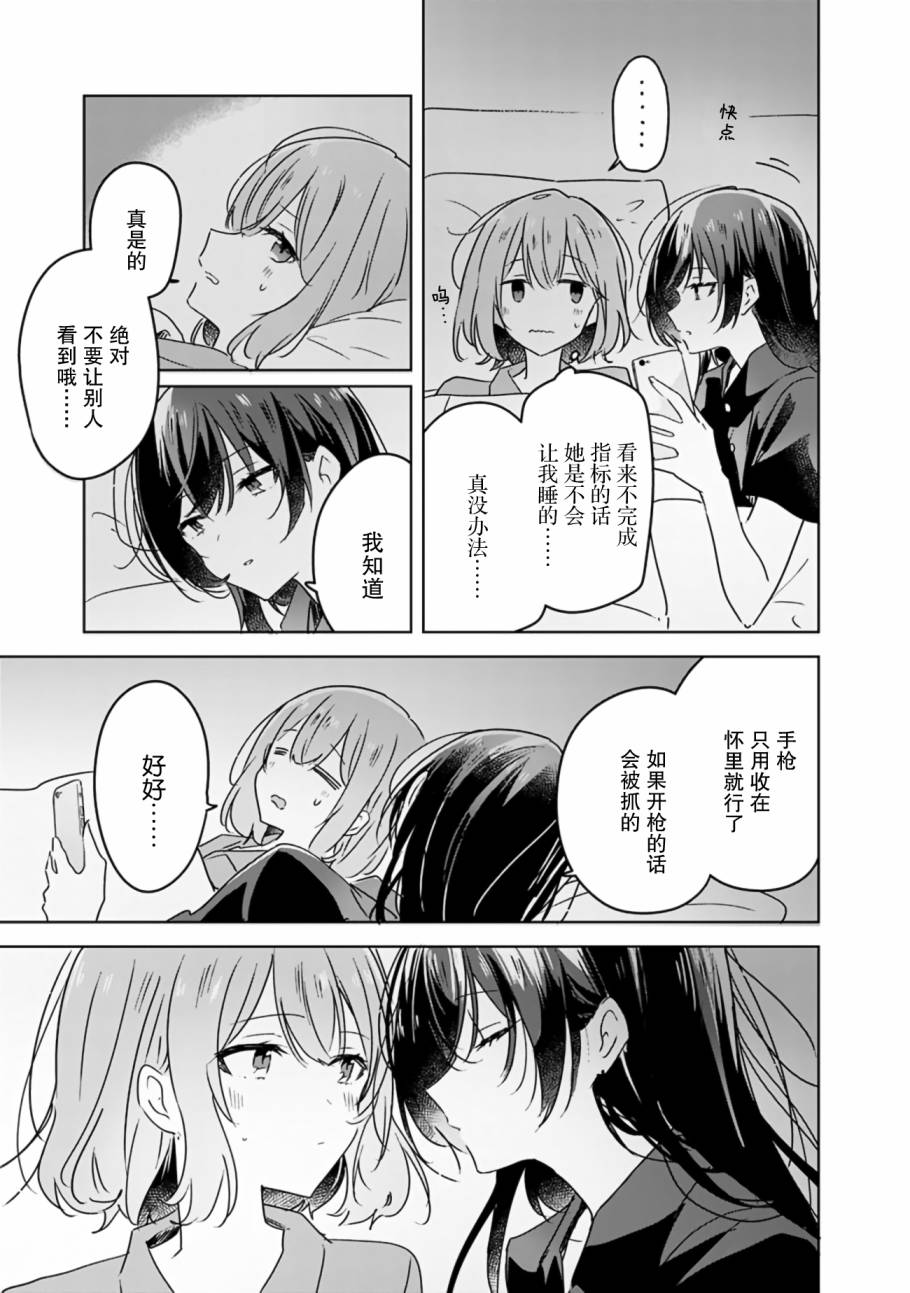 ……
快点
呜…
看来不完成
指标的话
她是不会
让我睡的……
真没办法……
真是的
绝对
不要让别人
看到哦……
我知道
手枪
只用收在
怀里就行了
如果开枪的话
会被抓的
好好……